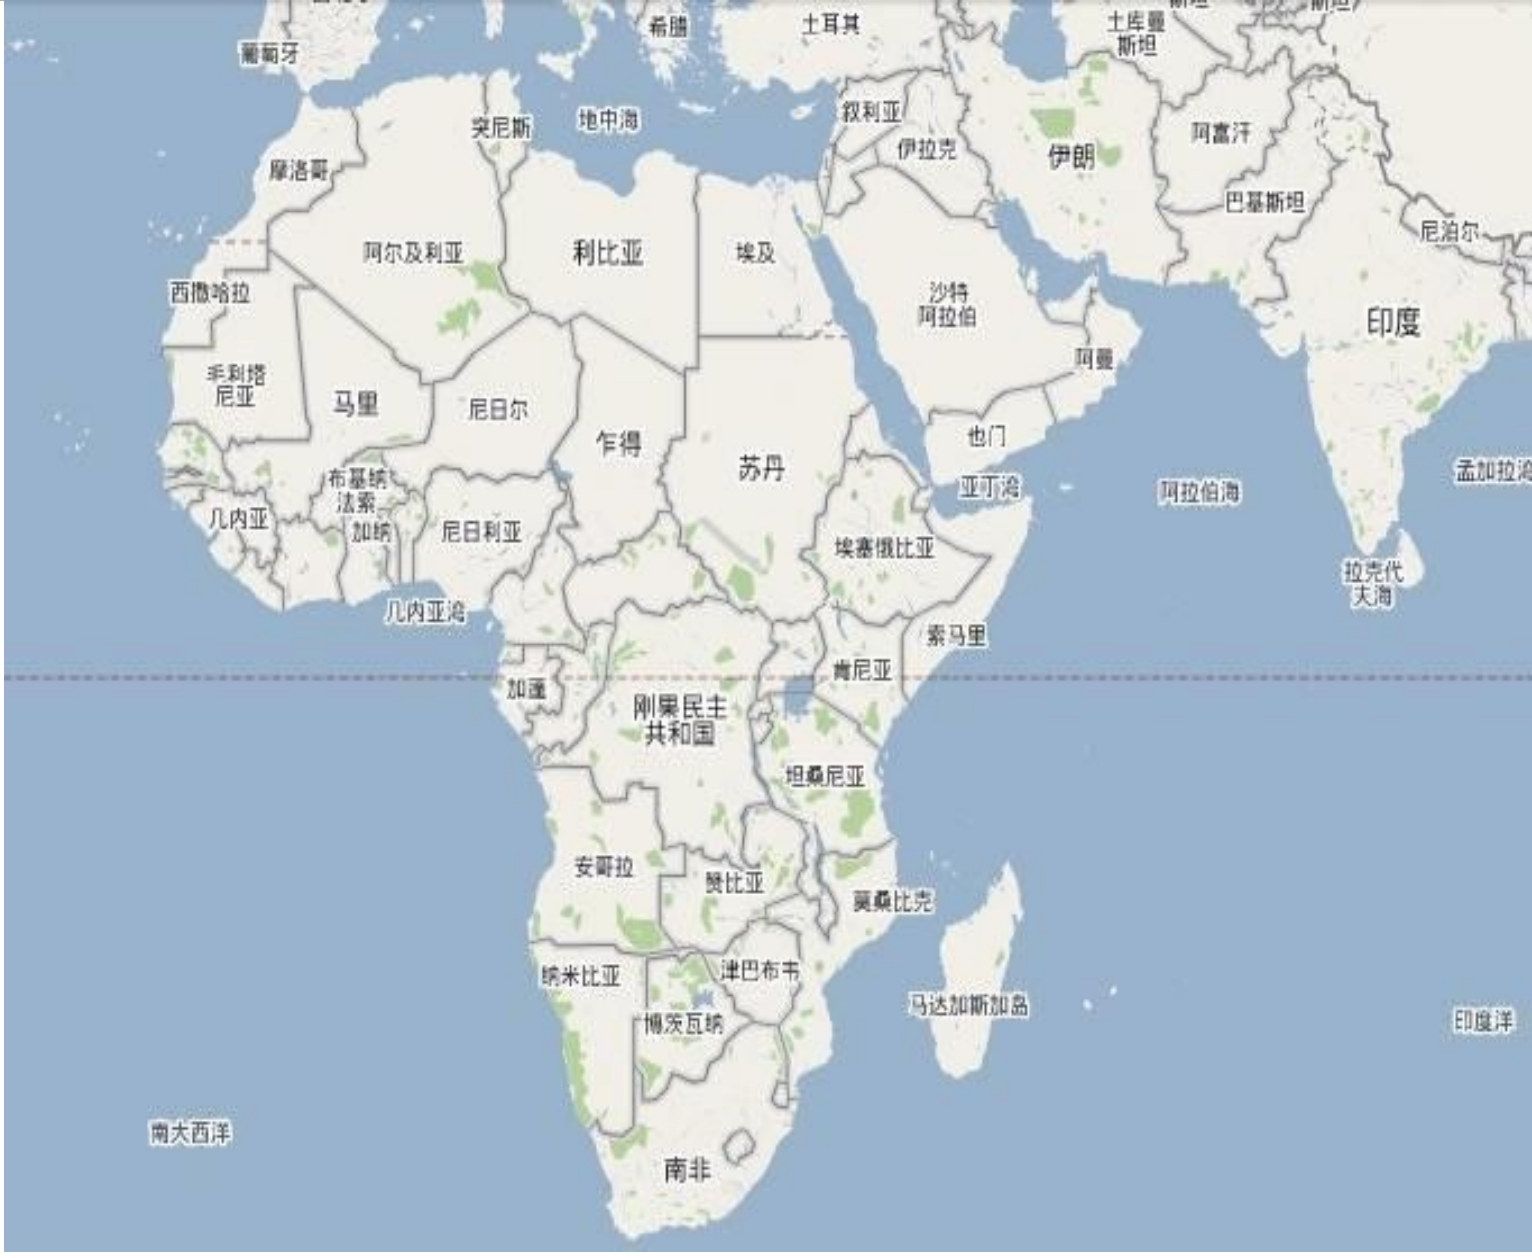 葡萄牙
希腊
土耳其
土库曼
斯坦
突尼斯
地中海
叙利亚
伊拉克
伊朗
阿富汗
摩洛哥
巴基斯坦
尼泊尔
阿尔及利亚
利比亚
埃及
西撒哈拉
沙特
阿拉伯
印度
阿曼
毛利塔
尼亚
马里
尼日尔
乍得
苏丹
也门
亚丁湾
阿拉伯海
孟加拉湾
布基纳
法索
几内亚
加纳
尼日利亚
埃塞俄比亚
拉克代
夫海
几内亚湾
索马里
肯尼亚
加蓬
刚果民主
共和国
坦桑尼亚
安哥拉
赞比亚
莫桑比克
纳米比亚
津巴布韦
博茨瓦纳
马达加斯加岛
印度洋
南大西洋
南非